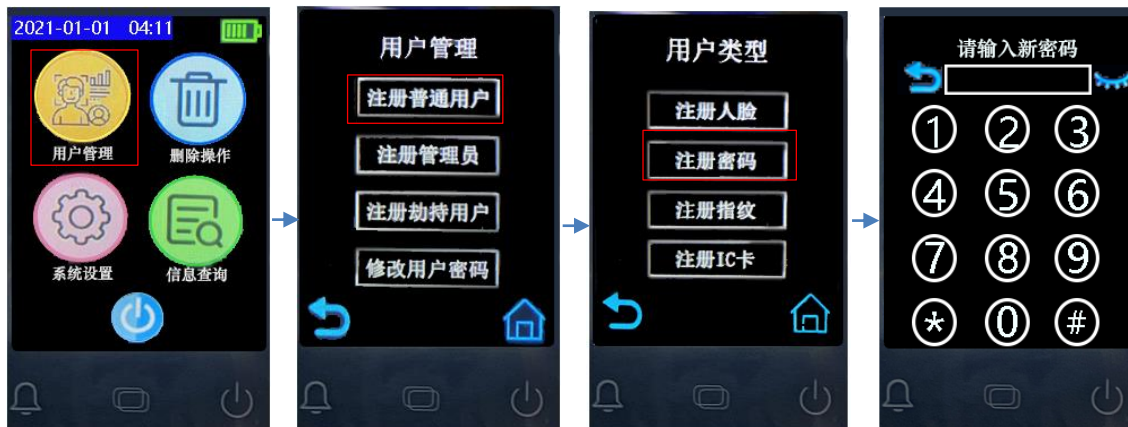 2021-01-01 04:11
用户管理
删除操作
系统设置
信息查询
用户管理
注册普通用户
注册管理员
注册劫持用户
修改用户密码
用户类型
注册人脸
注册密码
注册指纹
注册IC卡
请输入新密码
1 2 3
4 5 6
7 8 9
* 0 #